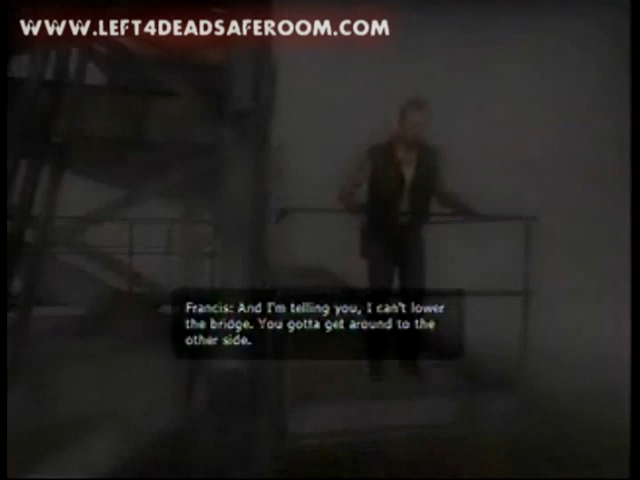 WWW.LEFT4DEADSAFEROOM.COM
Francis: And I'm telling you, I can't lower
the bridge. You gotta get around to the
other side.